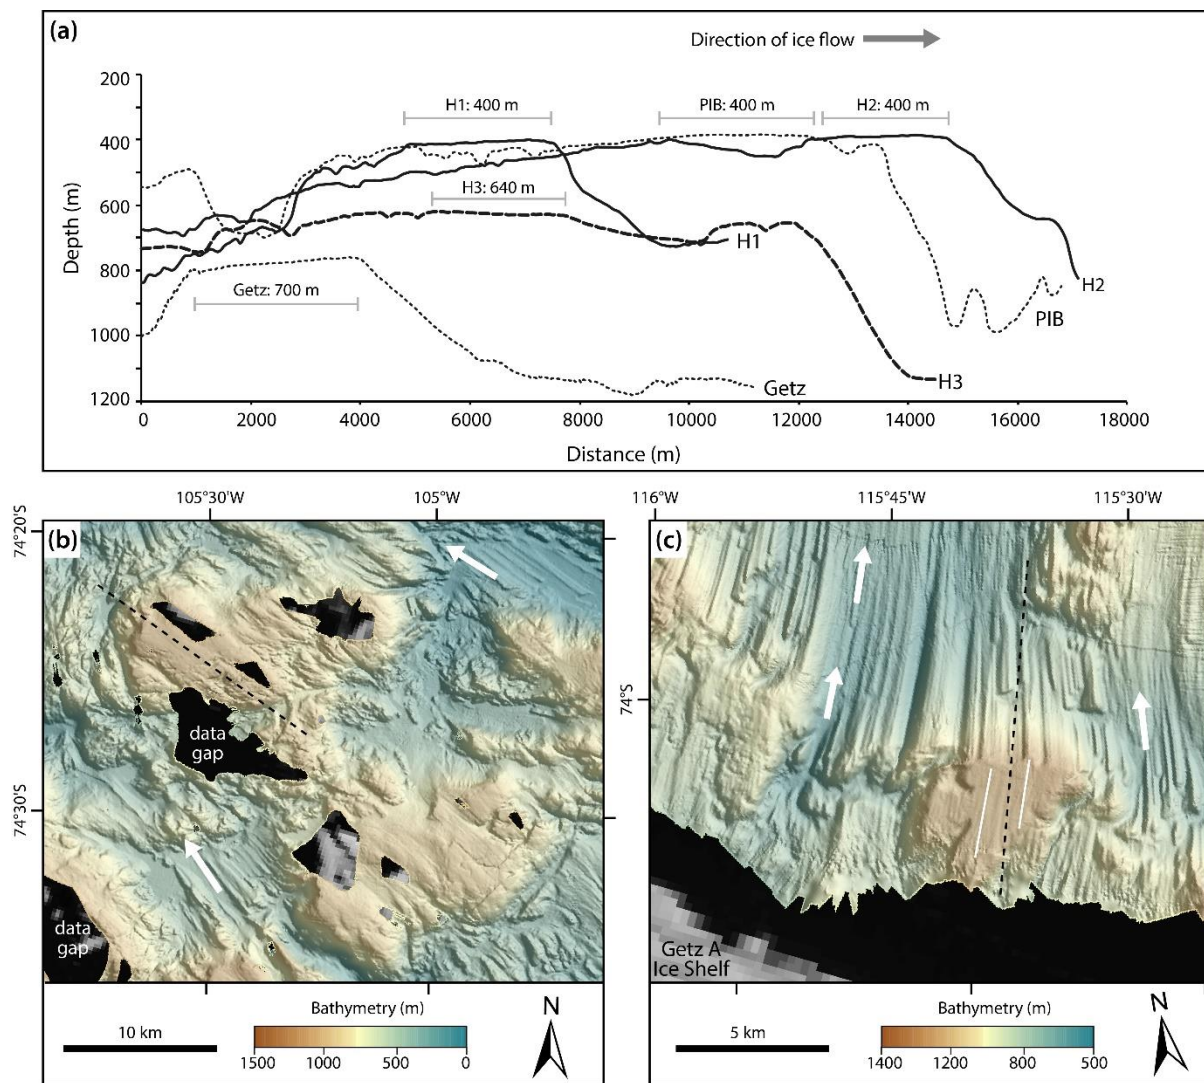 (a)
Direction of ice flow
200
400
600
800
1000
1200
Depth (m)
H1: 400 m
PIB: 400 m
H2: 400 m
H3: 640 m
Getz: 700 m
H1
H2
PIB
H3
Getz
0 2000 4000 6000 8000 10000 12000 14000 16000 18000
Distance (m)
105°30'W 105°W
116°W 115°45'W 115°30'W
(b)
74°20'S
74°30'S
data
gap
data
gap
Bathymetry (m)
10 km
1500 1000 500 0
N
(c)
74°S
Getz A
Ice Shelf
Bathymetry (m)
5 km
1400 1200 800 500
N